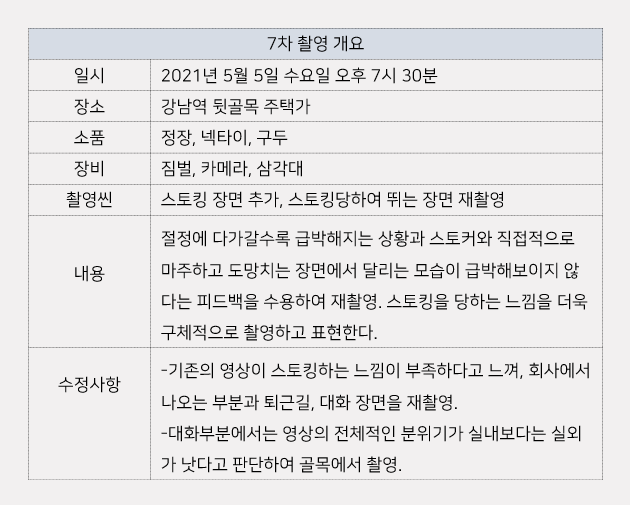 7차 촬영 개요
일시 2021년 5월 5일 수요일 오후 7시 30분
장소 강남역 뒷골목 주택가
소품 정장, 넥타이, 구두
장비 짐벌, 카메라, 삼각대
촬영씬 스토킹 장면 추가, 스토킹당하여 뛰는 장면 재촬영
내용
절정에 다가갈수록 급박해지는 상황과 스토커와 직접적으로
마주하고 도망치는 장면에서 달리는 모습이 급박해보이지 않
다는 피드백을 수용하여 재촬영. 스토킹을 당하는 느낌을 더욱
구체적으로 촬영하고 표현한다.
수정사항
-기존의 영상이 스토킹하는 느낌이 부족하다고 느껴, 회사에서
나오는 부분과 퇴근길, 대화 장면을 재촬영.
-대화부분에서는 영상의 전체적인 분위기가 실내보다는 실외
가 낫다고 판단하여 골목에서 촬영.